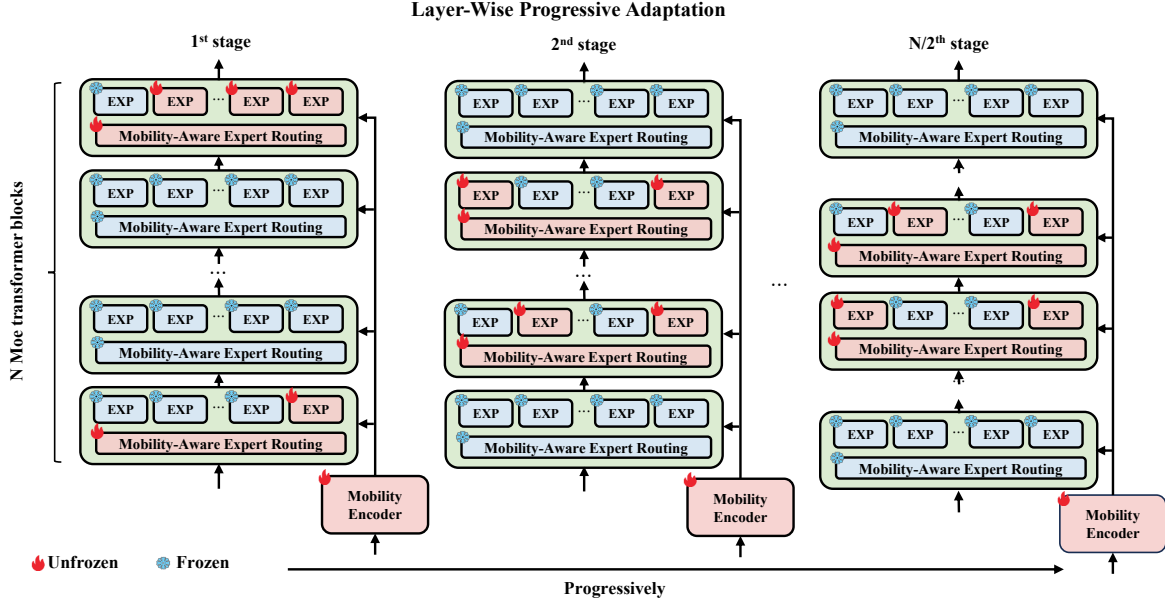 Layer-Wise Progressive Adaptation
1st stage
2nd stage
N/2th stage
N Moe transformer blocks
EXP EXP ... EXP EXP
Mobility-Aware Expert Routing
EXP EXP ... EXP EXP
Mobility-Aware Expert Routing
...
EXP EXP ... EXP EXP
Mobility-Aware Expert Routing
EXP EXP ... EXP EXP
Mobility-Aware Expert Routing
Mobility
Encoder
EXP EXP ... EXP EXP
Mobility-Aware Expert Routing
EXP EXP ... EXP EXP
Mobility-Aware Expert Routing
...
EXP EXP ... EXP EXP
Mobility-Aware Expert Routing
EXP EXP ... EXP EXP
Mobility-Aware Expert Routing
Mobility
Encoder
...
EXP EXP ... EXP EXP
Mobility-Aware Expert Routing
EXP EXP ... EXP EXP
Mobility-Aware Expert Routing
EXP EXP ... EXP EXP
Mobility-Aware Expert Routing
...
EXP EXP ... EXP EXP
Mobility-Aware Expert Routing
Mobility
Encoder
Unfrozen
Frozen
Progressively